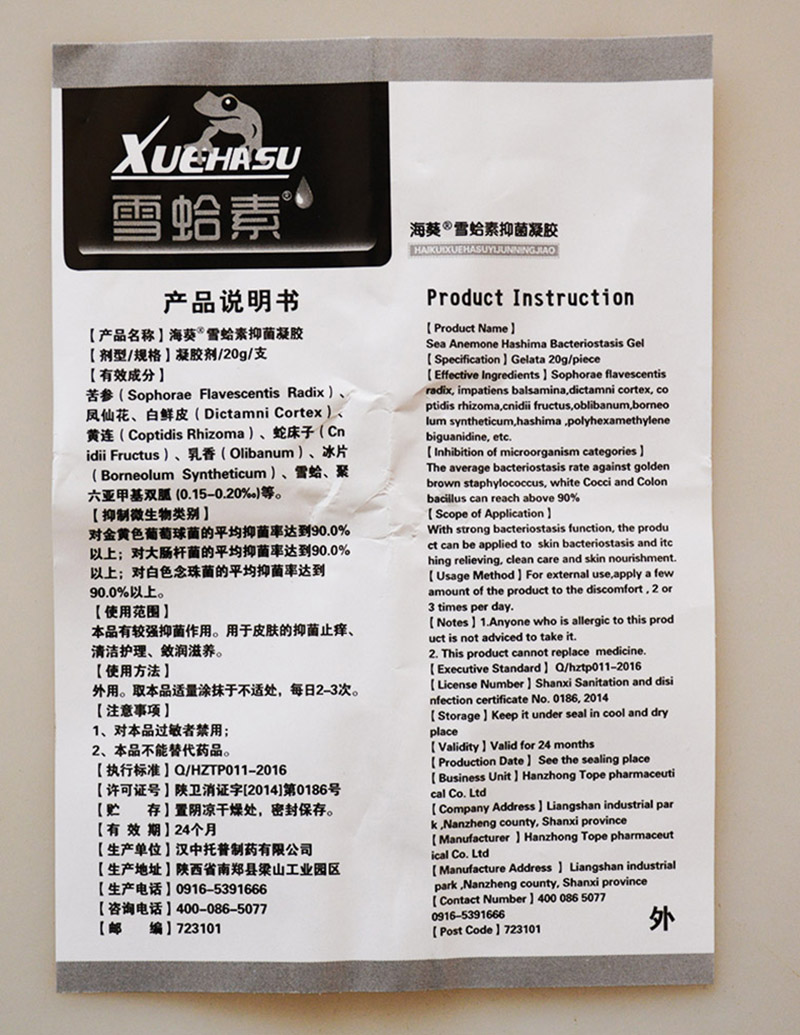 XUEHASU
雪蛤素®
海葵®雪蛤素抑菌凝胶
HAIKUIXUEHASUYIJUNNINGJIAO
产品说明书
【产品名称】海葵®雪蛤素抑菌凝胶
【剂型/规格】凝胶剂/20g/支
【有效成分】
苦参（Sophorae Flavescentis Radix）、
凤仙花、白鲜皮（Dictamni Cortex）、
黄连（Coptidis Rhizoma）、蛇床子（Cn
idii Fructus）、乳香（Olibanum）、冰片
（Borneolum Syntheticum）、雪蛤、聚
六亚甲基双胍 (0.15-0.20‰)等。
【抑制微生物类别】
对金黄色葡萄球菌的平均抑菌率达到90.0%
以上；对大肠杆菌的平均抑菌率达到90.0%
以上；对白色念珠菌的平均抑菌率达到
90.0%以上。
【使用范围】
本品有较强抑菌作用。用于皮肤的抑菌止痒、
清洁护理、敛润滋养。
【使用方法】
外用。取本品适量涂抹于不适处，每日2-3次。
【注意事项】
1、对本品过敏者禁用；
2、本品不能替代药品。
【执行标准】Q/HZTP011-2016
【许可证号】陕卫消证字[2014]第0186号
【贮 存】置阴凉干燥处，密封保存。
【有 效 期】24个月
【生产单位】汉中托普制药有限公司
【生产地址】陕西省南郑县梁山工业园区
【生产电话】0916-5391666
【咨询电话】400-086-5077
【邮 编】723101
Product Instruction
【Product Name】
Sea Anemone Hashima Bacteriostasis Gel
【Specification】Gelata 20g/piece
【Effective Ingredients】Sophorae flavescentis
radix, impatiens balsamina,dictamni cortex, co
ptidis rhizoma,cnidii fructus,oblibanum,borneo
lum syntheticum,hashima ,polyhexamethylene
biguanidine, etc.
【Inhibition of microorganism categories】
The average bacteriostasis rate against golden
brown staphylococcus, white Cocci and Colon
bacillus can reach above 90%
【Scope of Application】
With strong bacteriostasis function, the produ
ct can be applied to skin bacteriostasis and itc
hing relieving, clean care and skin nourishment.
【Usage Method】For external use,apply a few
amount of the product to the discomfort , 2 or
3 times per day.
【Notes】1.Anyone who is allergic to this prod
uct is not adviced to take it.
2. This product cannot replace medicine.
【Executive Standard】 Q/hztp011-2016
【License Number】Shanxi Sanitation and disi
nfection certificate No. 0186, 2014
【Storage】Keep it under seal in cool and dry
place
【Validity】Valid for 24 months
【Production Date】 See the sealing place
【Business Unit】Hanzhong Tope pharmaceuti
cal Co. Ltd
【Company Address】Liangshan industrial par
k ,Nanzheng county, Shanxi province
【Manufacturer 】Hanzhong Tope pharmaceut
ical Co. Ltd
【Manufacture Address 】 Liangshan industrial
park ,Nanzheng county, Shanxi province
【Contact Number】400 086 5077
0916-5391666
【Post Code】723101
外